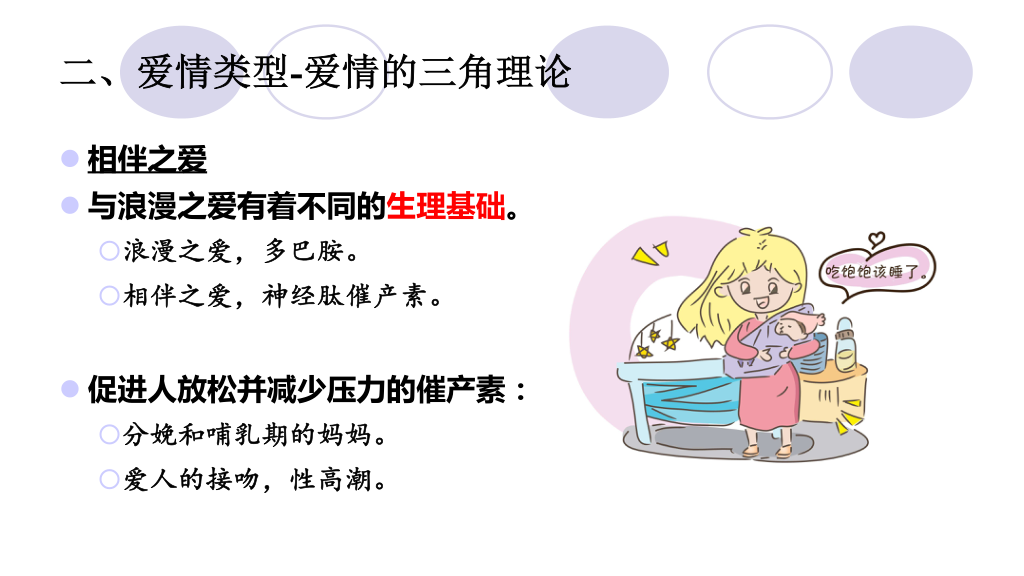 二、爱情类型-爱情的三角理论
相伴之爱
与浪漫之爱有着不同的生理基础。
浪漫之爱，多巴胺。
相伴之爱，神经肽催产素。
促进人放松并减少压力的催产素：
分娩和哺乳期的妈妈。
爱人的接吻，性高潮。
吃饱饱该睡了。